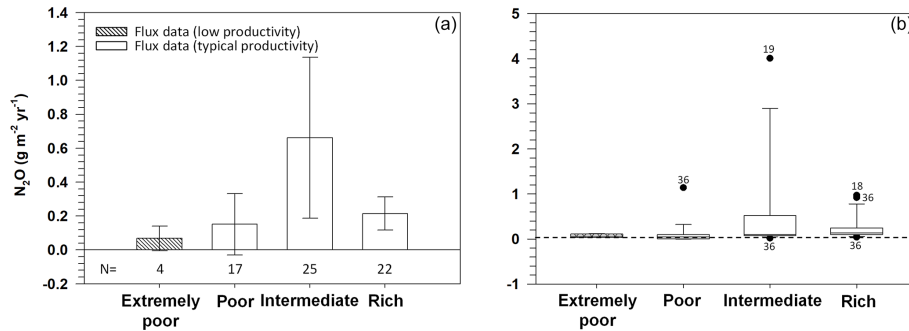 (a)
Flux data (low productivity)
Flux data (typical productivity)
N₂O (g m⁻² yr⁻¹)
1.4
1.2
1.0
0.8
0.6
0.4
0.2
0.0
-0.2
N= 4 17 25 22
Extremely poor Poor Intermediate Rich
(b)
5
4
3
2
1
0
-1
36
19
36
18
36
36
Extremely poor Poor Intermediate Rich